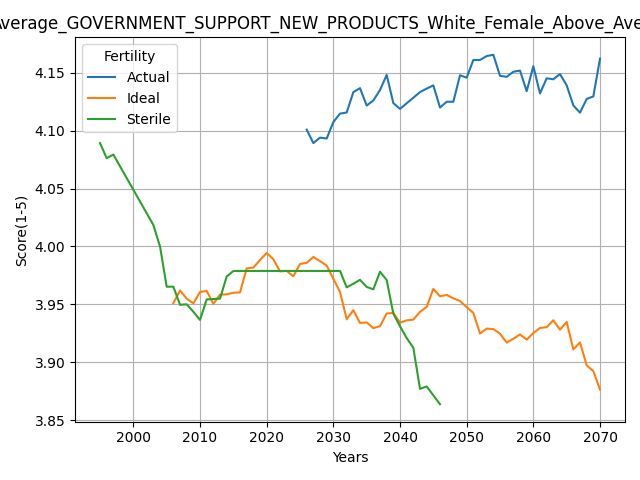 Average_GOVERNMENT_SUPPORT_NEW_PRODUCTS_White_Female_Above_Ave
Fertility
Actual
Ideal
Sterile
4.15
4.10
4.05
4.00
3.95
3.90
3.85
Score(1-5)
2000 2010 2020 2030 2040 2050 2060 2070
Years